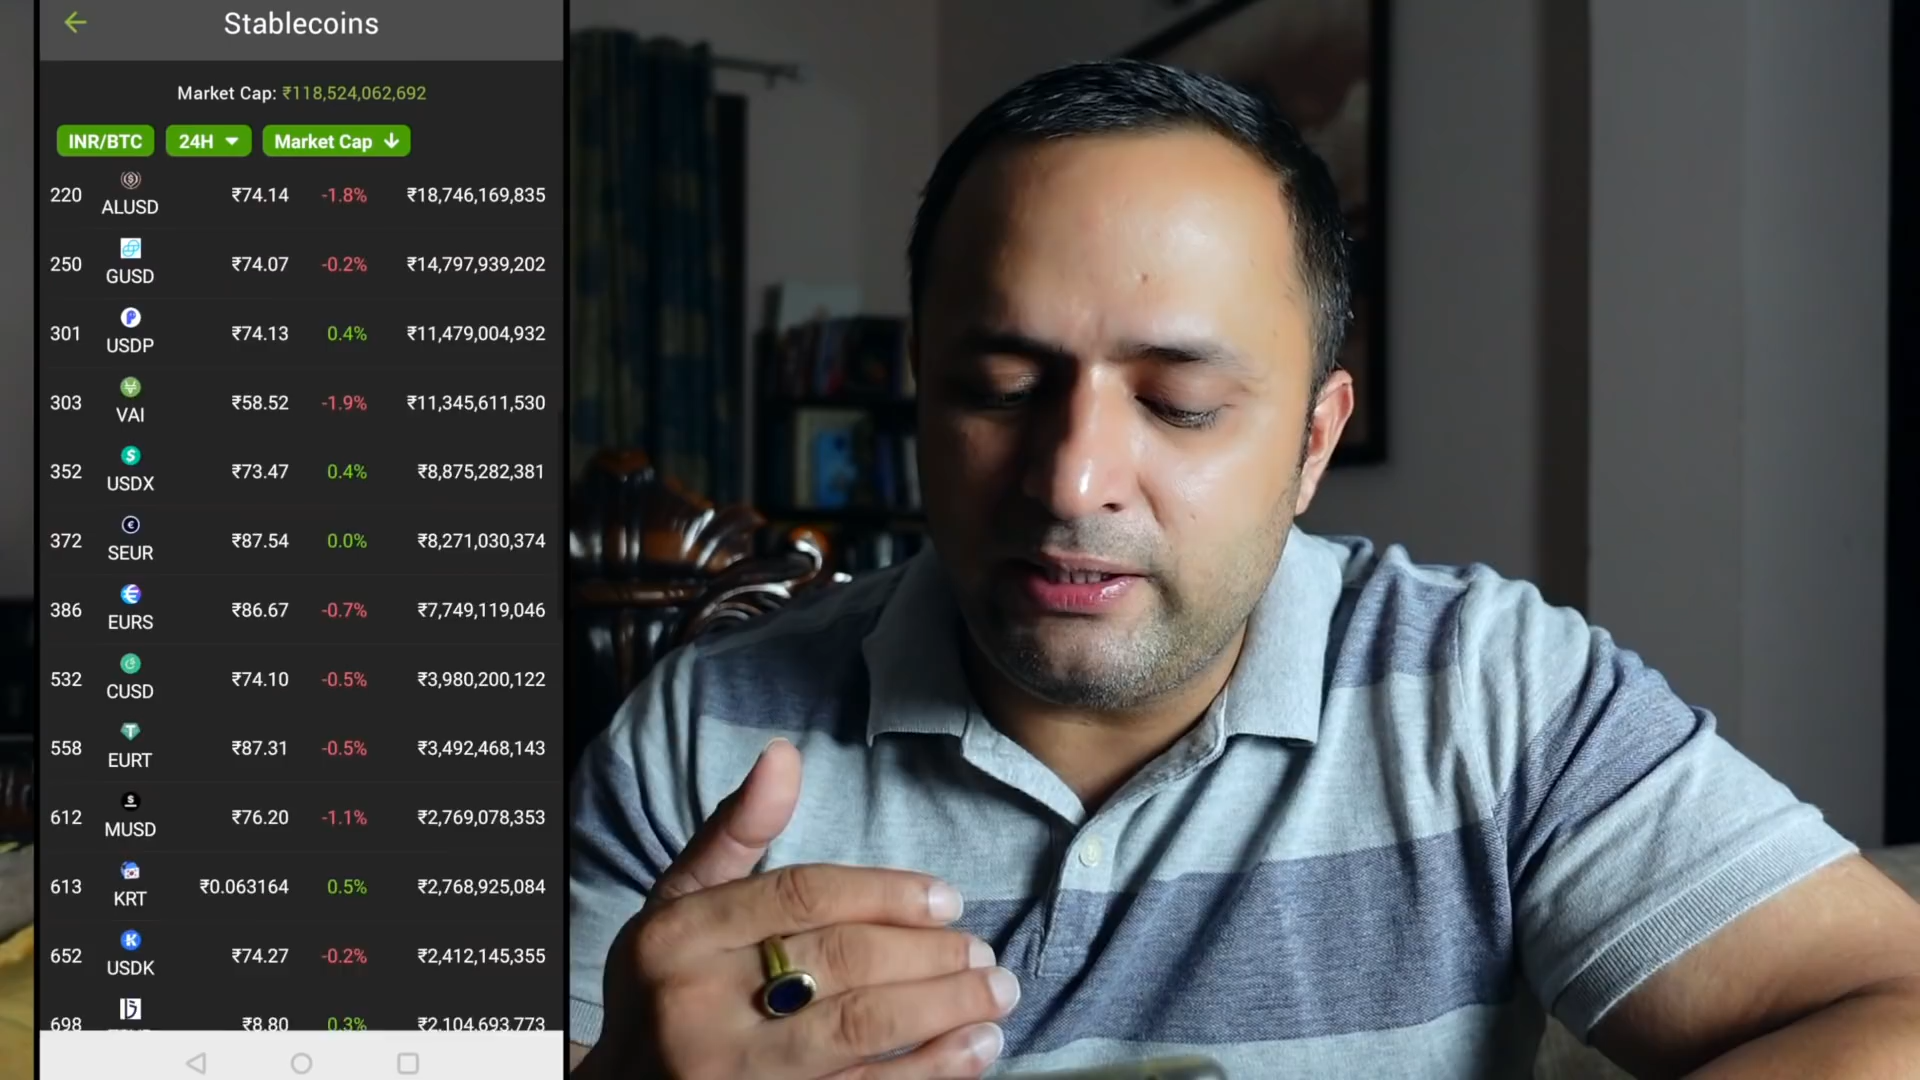 Stablecoins
Market Cap: ₹118,524,062,692
INR/BTC 24H Market Cap
220 ALUSD ₹74.14 -1.8% ₹18,746,169,835
250 GUSD ₹74.07 -0.2% ₹14,797,939,202
301 USDP ₹74.13 0.4% ₹11,479,004,932
303 VAI ₹58.52 -1.9% ₹11,345,611,530
352 USDX ₹73.47 0.4% ₹8,875,282,381
372 SEUR ₹87.54 0.0% ₹8,271,030,374
386 EURS ₹86.67 -0.7% ₹7,749,119,046
532 CUSD ₹74.10 -0.5% ₹3,980,200,122
558 EURT ₹87.31 -0.5% ₹3,492,468,143
612 MUSD ₹76.20 -1.1% ₹2,769,078,353
613 KRT ₹0.063164 0.5% ₹2,768,925,084
652 USDK ₹74.27 -0.2% ₹2,412,145,355
698 ₹8.80 0.3% ₹2,104,693,773